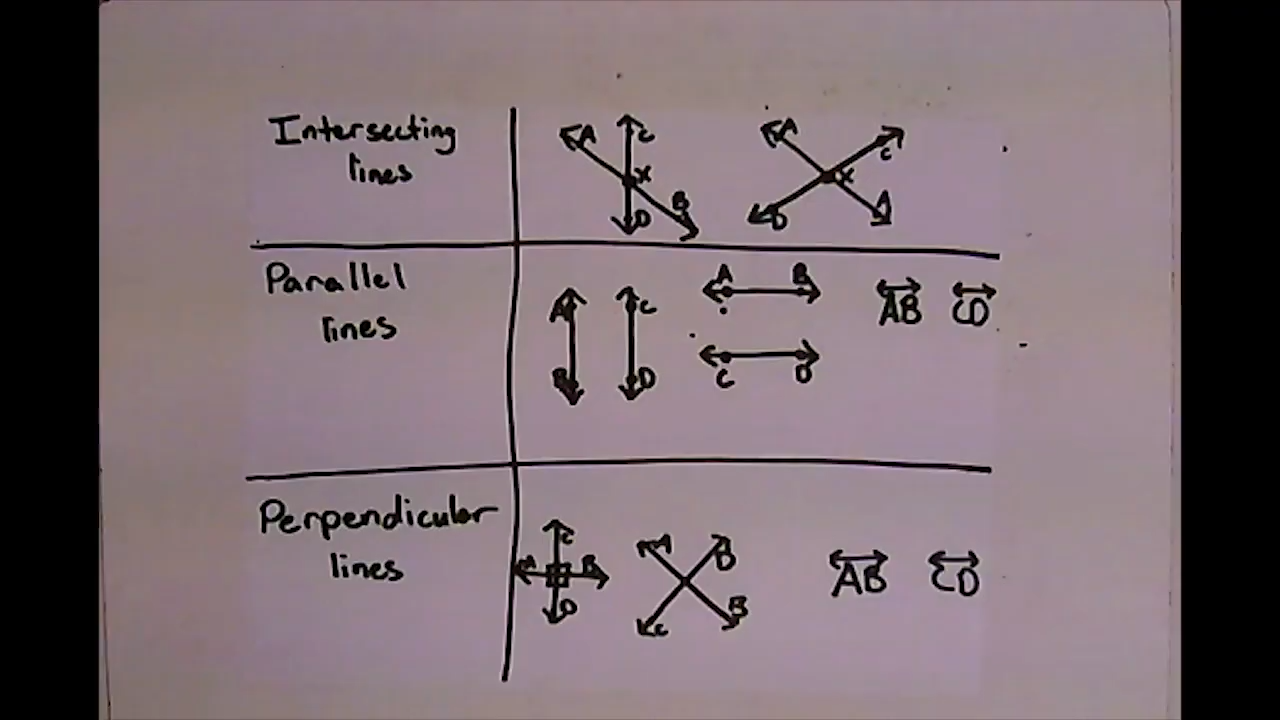 Intersecting
lines
A C X B D
A C X D A
Parallel
lines
A C B D
A B
C D
AB CD
Perpendicular
lines
C A B D
A B C B
AB CD